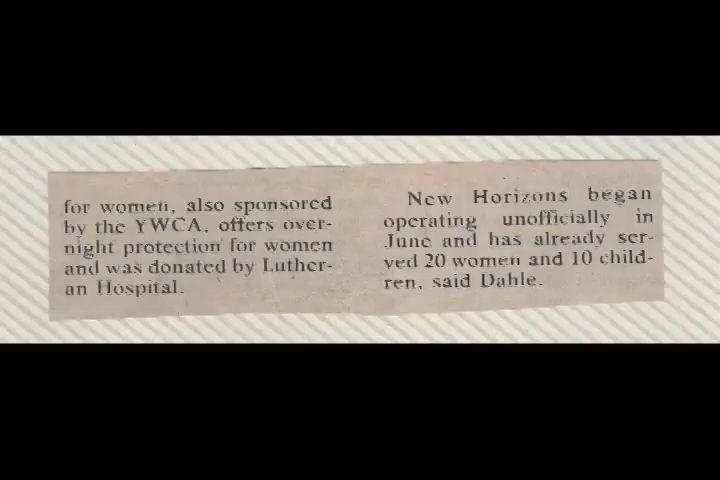 for women, also sponsored
by the YWCA, offers over-
night protection for women
and was donated by Luther-
an Hospital.
New Horizons began
operating unofficially in
June and has already ser-
ved 20 women and 10 child-
ren, said Dahle.